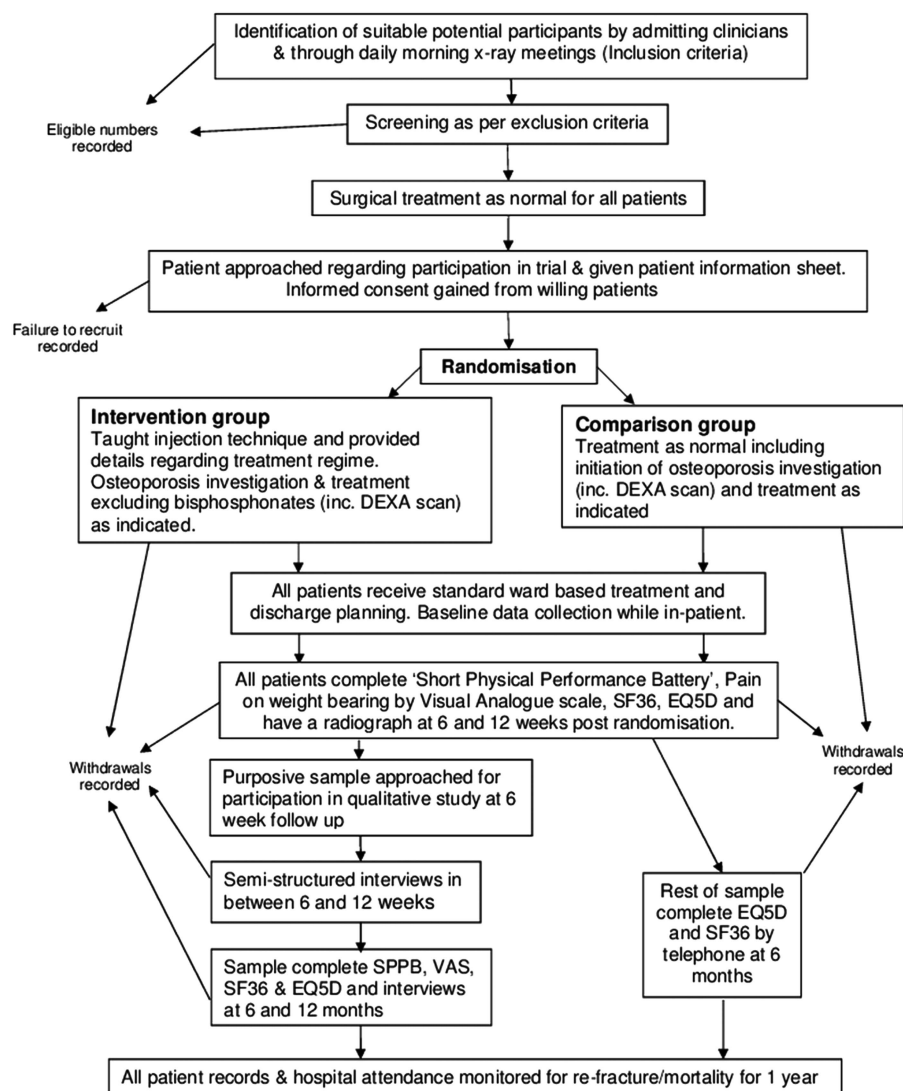 Identification of suitable potential participants by admitting clinicians
& through daily morning x-ray meetings (Inclusion criteria)
Eligible numbers
recorded
Screening as per exclusion criteria
Surgical treatment as normal for all patients
Patient approached regarding participation in trial & given patient information sheet.
Informed consent gained from willing patients
Failure to recruit
recorded
Randomisation
Intervention group
Taught injection technique and provided
details regarding treatment regime.
Osteoporosis investigation & treatment
excluding bisphosphonates (inc. DEXA scan)
as indicated.
Comparison group
Treatment as normal including
initiation of osteoporosis investigation
(inc. DEXA scan) and treatment as
indicated
All patients receive standard ward based treatment and
discharge planning. Baseline data collection while in-patient.
All patients complete ‘Short Physical Performance Battery’, Pain
on weight bearing by Visual Analogue scale, SF36, EQ5D and
have a radiograph at 6 and 12 weeks post randomisation.
Withdrawals
recorded
Withdrawals
recorded
Purposive sample approached for
participation in qualitative study at 6
week follow up
Semi-structured interviews in
between 6 and 12 weeks
Sample complete SPPB, VAS,
SF36 & EQ5D and interviews
at 6 and 12 months
Rest of sample
complete EQ5D
and SF36 by
telephone at 6
months
All patient records & hospital attendance monitored for re-fracture/mortality for 1 year